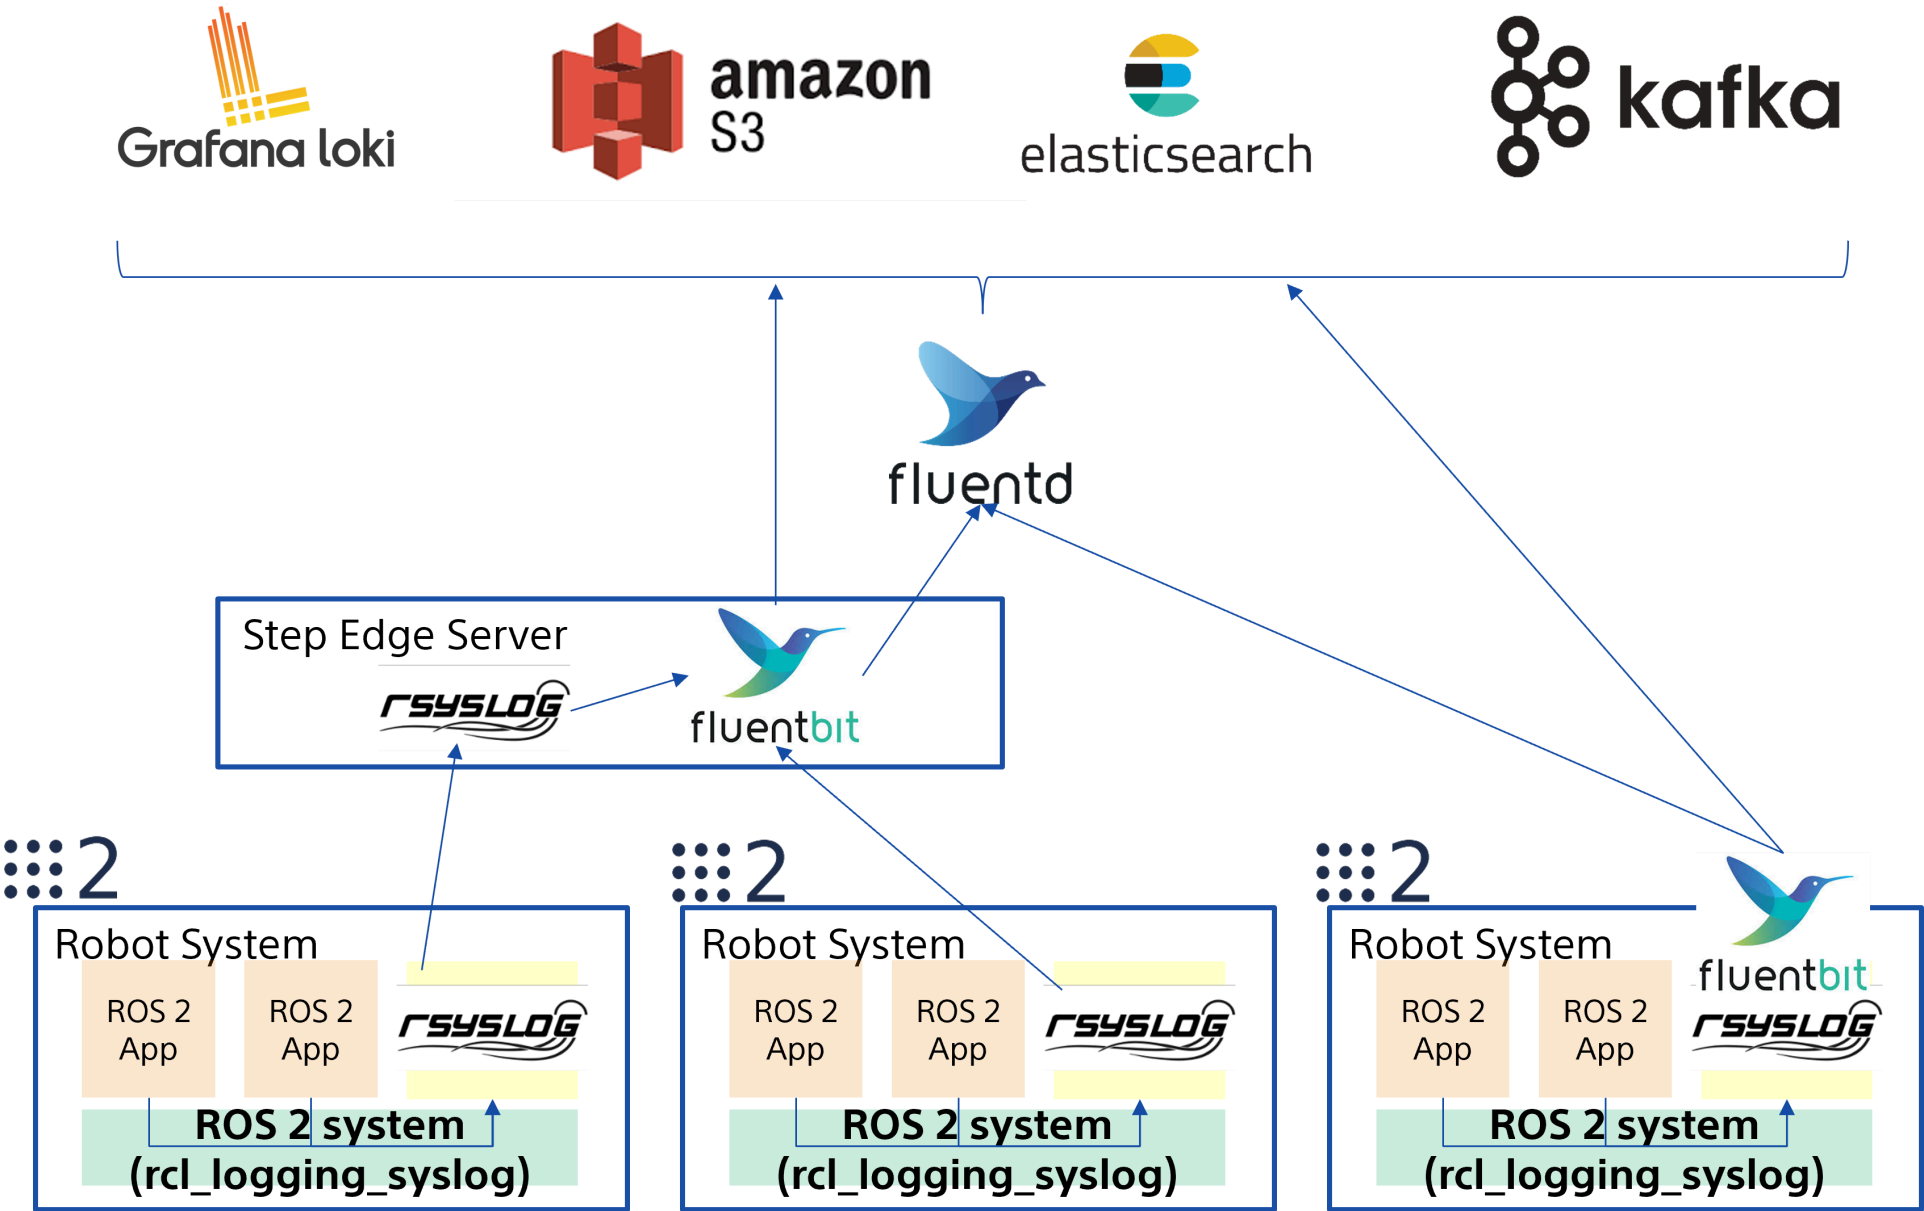 Grafana loki
amazon
S3
elasticsearch
kafka
fluentd
Step Edge Server
rsyslog
fluentbit
2
Robot System
ROS 2
App
ROS 2
App
rsyslog
ROS 2 system
(rcl_logging_syslog)
2
Robot System
ROS 2
App
ROS 2
App
rsyslog
ROS 2 system
(rcl_logging_syslog)
2
Robot System
fluentbit
ROS 2
App
ROS 2
App
rsyslog
ROS 2 system
(rcl_logging_syslog)